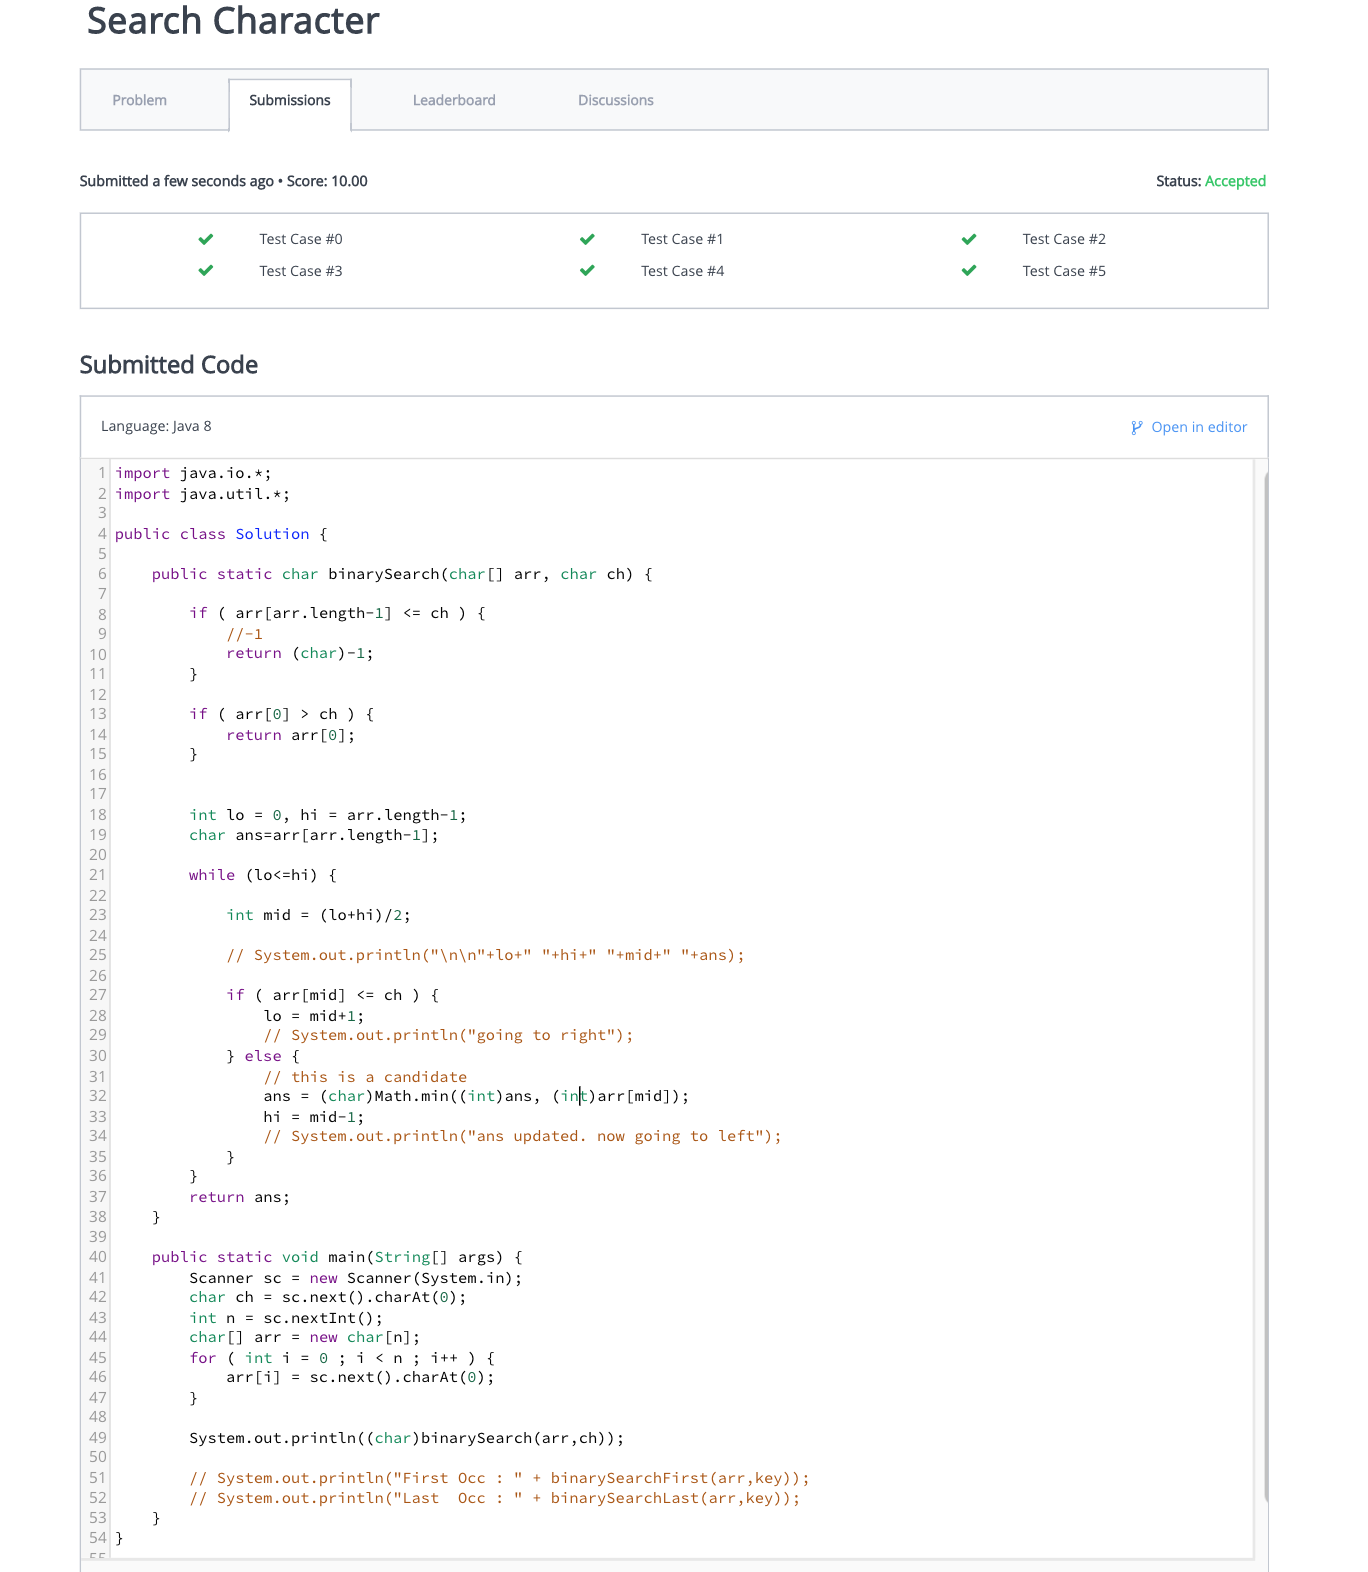 Search Character
Problem Submissions Leaderboard Discussions
Submitted a few seconds ago • Score: 10.00 Status: Accepted
Test Case #0 Test Case #1 Test Case #2
Test Case #3 Test Case #4 Test Case #5
Submitted Code
Language: Java 8 Open in editor
1 import java.io.*;
2 import java.util.*;
3
4 public class Solution {
5
6     public static char binarySearch(char[] arr, char ch) {
7
8         if ( arr[arr.length-1] <= ch ) {
9             //-1
10             return (char)-1;
11         }
12
13         if ( arr[0] > ch ) {
14             return arr[0];
15         }
16
17
18         int lo = 0, hi = arr.length-1;
19         char ans=arr[arr.length-1];
20
21         while (lo<=hi) {
22
23             int mid = (lo+hi)/2;
24
25             // System.out.println("\n\n"+lo+" "+hi+" "+mid+" "+ans);
26
27             if ( arr[mid] <= ch ) {
28                 lo = mid+1;
29                 // System.out.println("going to right");
30             } else {
31                 // this is a candidate
32                 ans = (char)Math.min((int)ans, (int)arr[mid]);
33                 hi = mid-1;
34                 // System.out.println("ans updated. now going to left");
35             }
36         }
37         return ans;
38     }
39
40     public static void main(String[] args) {
41         Scanner sc = new Scanner(System.in);
42         char ch = sc.next().charAt(0);
43         int n = sc.nextInt();
44         char[] arr = new char[n];
45         for ( int i = 0 ; i < n ; i++ ) {
46             arr[i] = sc.next().charAt(0);
47         }
48
49         System.out.println((char)binarySearch(arr,ch));
50
51         // System.out.println("First Occ : " + binarySearchFirst(arr,key));
52         // System.out.println("Last  Occ : " + binarySearchLast(arr,key));
53     }
54 }
55